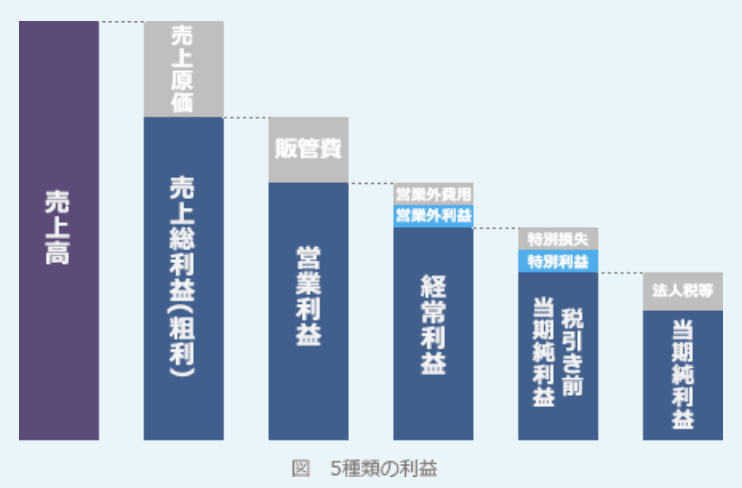 売上高
売上原価
売上総利益(粗利)
販管費
営業利益
営業外費用
営業外利益
経常利益
特別損失
特別利益
税引き前
当期純利益
法人税等
当期純利益
図　5種類の利益